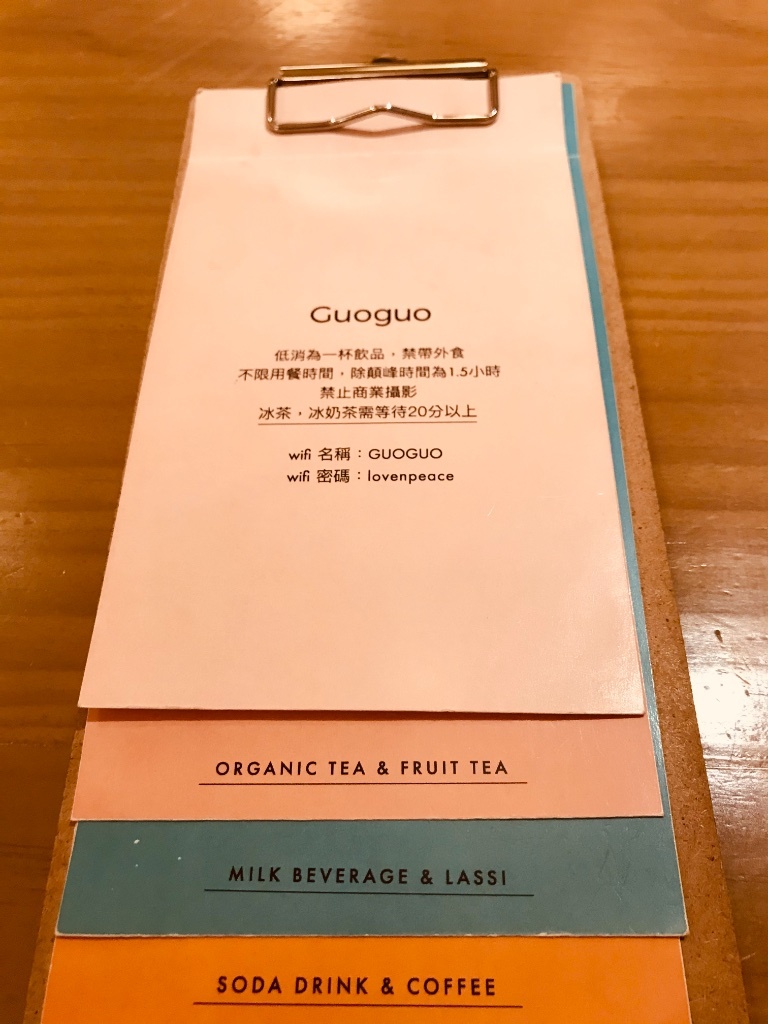 Guoguo
低消為一杯飲品，禁帶外食
不限用餐時間，除顛峰時間為1.5小時
禁止商業攝影
冰茶，冰奶茶需等待20分以上
wifi 名稱：GUOGUO
wifi 密碼：lovenpeace
ORGANIC TEA & FRUIT TEA
MILK BEVERAGE & LASSI
SODA DRINK & COFFEE